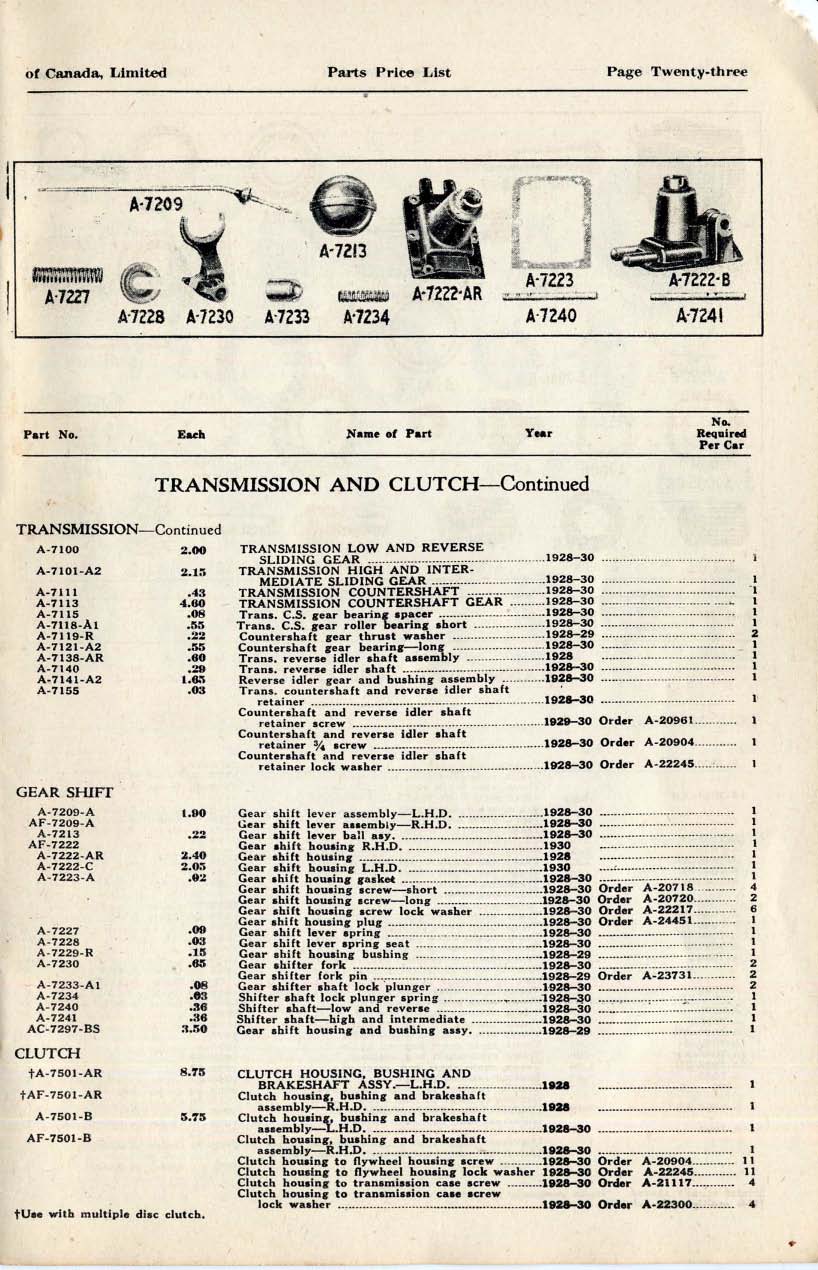 of Canada, Limited Parts Price List Page Twenty-three
A-7209
A-7213
A-7227
A-7228 A-7230 A-7233 A-7234
A-7222-AR
A-7223 A-7222-B
A-7240 A-7241
Part No. Each Name of Part Year No. Required Per Car
TRANSMISSION AND CLUTCH—Continued
TRANSMISSION—Continued
A-7100 2.00 TRANSMISSION LOW AND REVERSE
SLIDING GEAR 1928–30 1
A-7101-A2 2.15 TRANSMISSION HIGH AND INTER-
MEDIATE SLIDING GEAR 1928–30 1
A-7111 .43 TRANSMISSION COUNTERSHAFT 1928–30 1
A-7113 4.60 TRANSMISSION COUNTERSHAFT GEAR 1928–30 1
A-7115 .08 Trans. C.S. gear bearing spacer 1928–30 1
A-7118-A1 .55 Trans. C.S. gear roller bearing short 1928–30 1
A-7119-R .22 Countershaft gear thrust washer 1928–29 2
A-7121-A2 .55 Countershaft gear bearing—long 1928–30 1
A-7138-AR .60 Trans. reverse idler shaft assembly 1928 1
A-7140 .29 Trans. reverse idler shaft 1928–30 1
A-7141-A2 1.65 Reverse idler gear and bushing assembly 1928–30 1
A-7155 .03 Trans. countershaft and reverse idler shaft
retainer 1928–30 1
Countershaft and reverse idler shaft
retainer screw 1929–30 Order A-20961 1
Countershaft and reverse idler shaft
retainer ¾ screw 1928–30 Order A-20904 1
Countershaft and reverse idler shaft
retainer lock washer 1928–30 Order A-22245 1
GEAR SHIFT
A-7209-A 1.90 Gear shift lever assembly—L.H.D. 1928–30 1
AF-7209-A Gear shift lever assembly—R.H.D. 1928–30 1
A-7213 .22 Gear shift lever ball asy. 1928–30 1
AF-7222 Gear shift housing R.H.D. 1930 1
A-7222-AR 2.40 Gear shift housing 1928 1
A-7222-C 2.05 Gear shift housing L.H.D. 1930 1
A-7223-A .02 Gear shift housing gasket 1928–30 1
Gear shift housing screw—short 1928–30 Order A-20718 4
Gear shift housing screw—long 1928–30 Order A-20720 2
Gear shift housing screw lock washer 1928–30 Order A-22217 6
Gear shift housing plug 1928–30 Order A-24451 1
A-7227 .09 Gear shift lever spring 1928–30 1
A-7228 .03 Gear shift lever spring seat 1928–30 1
A-7229-R .15 Gear shift housing bushing 1928–29 1
A-7230 .65 Gear shifter fork 1928–30 2
Gear shifter fork pin 1928–29 Order A-23731 2
A-7233-A1 .08 Gear shifter shaft lock plunger 1928–30 2
A-7234 .03 Shifter shaft lock plunger spring 1928–30 1
A-7240 .36 Shifter shaft—low and reverse 1928–30 1
A-7241 .36 Shifter shaft—high and intermediate 1928–30 1
AC-7297-BS 3.50 Gear shift housing and bushing assy. 1928–29 1
CLUTCH
†A-7501-AR 8.75 CLUTCH HOUSING, BUSHING AND
BRAKESHAFT ASSY.—L.H.D. 1928 1
†AF-7501-AR Clutch housing, bushing and brakeshaft
assembly—R.H.D. 1928 1
A-7501-B 5.75 Clutch housing, bushing and brakeshaft
assembly—L.H.D. 1928–30 1
AF-7501-B Clutch housing, bushing and brakeshaft
assembly—R.H.D. 1928–30 1
Clutch housing to flywheel housing screw 1928–30 Order A-20904 11
Clutch housing to flywheel housing lock washer 1928–30 Order A-22245 11
Clutch housing to transmission case screw 1928–30 Order A-21117 4
Clutch housing to transmission case screw
lock washer 1928–30 Order A-22300 4
†Use with multiple disc clutch.